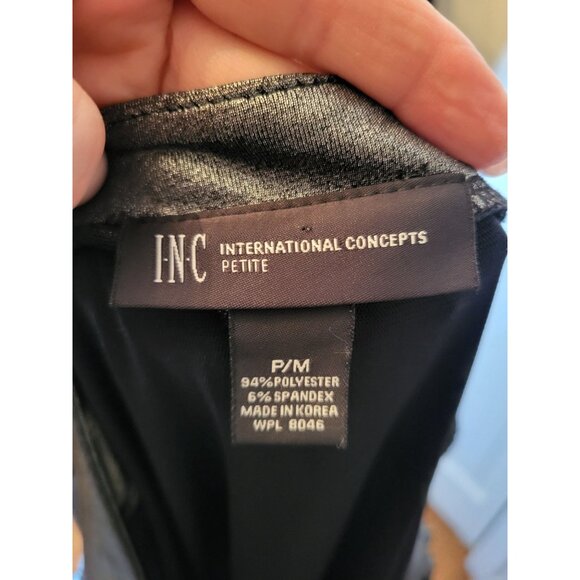 I·N·C INTERNATIONAL CONCEPTS
PETITE
P/M
94% POLYESTER
6% SPANDEX
MADE IN KOREA
WPL 8046